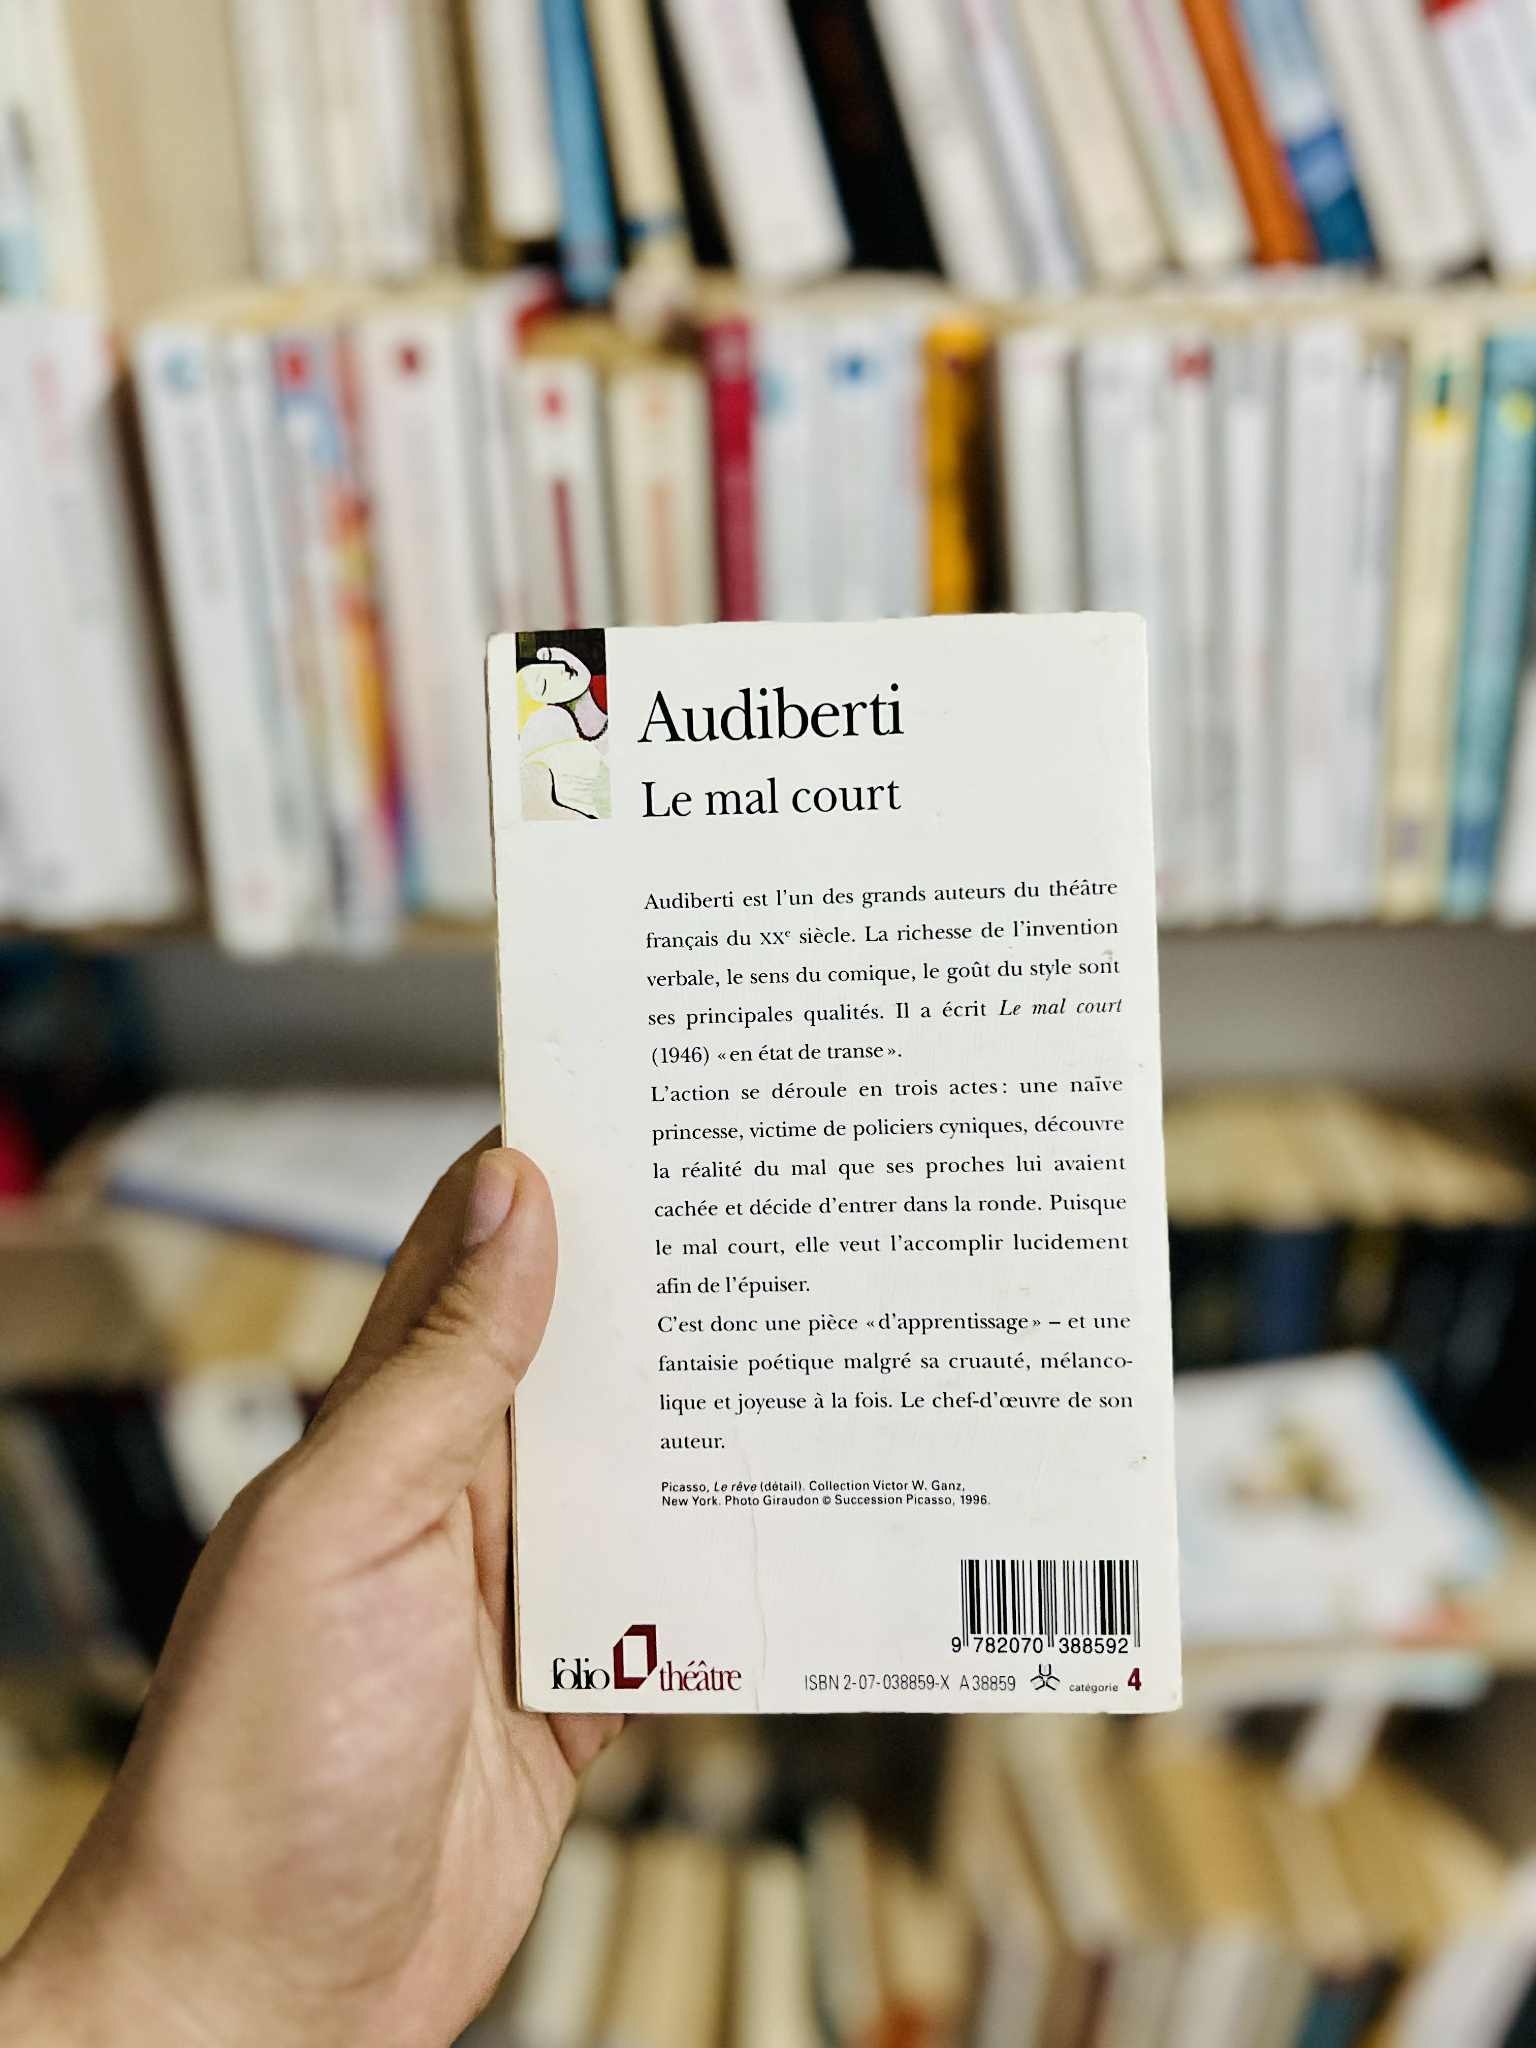 Audiberti
Le mal court
Audiberti est l'un des grands auteurs du théâtre
français du XXe siècle. La richesse de l'invention
verbale, le sens du comique, le goût du style sont
ses principales qualités. Il a écrit Le mal court
(1946) « en état de transe ».
L'action se déroule en trois actes : une naïve
princesse, victime de policiers cyniques, découvre
la réalité du mal que ses proches lui avaient
cachée et décide d'entrer dans la ronde. Puisque
le mal court, elle veut l'accomplir lucidement
afin de l'épuiser.
C'est donc une pièce « d'apprentissage » – et une
fantaisie poétique malgré sa cruauté, mélanco-
lique et joyeuse à la fois. Le chef-d'œuvre de son
auteur.
Picasso, Le rêve (détail). Collection Victor W. Ganz,
New York. Photo Giraudon © Succession Picasso, 1996.
9 782070 388592
folio théâtre
ISBN 2-07-038859-X A 38859 catégorie 4